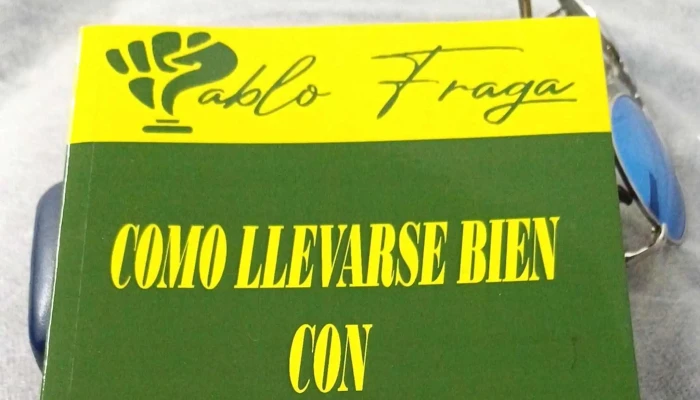 Pablo Fraga
COMO LLEVARSE BIEN
CON